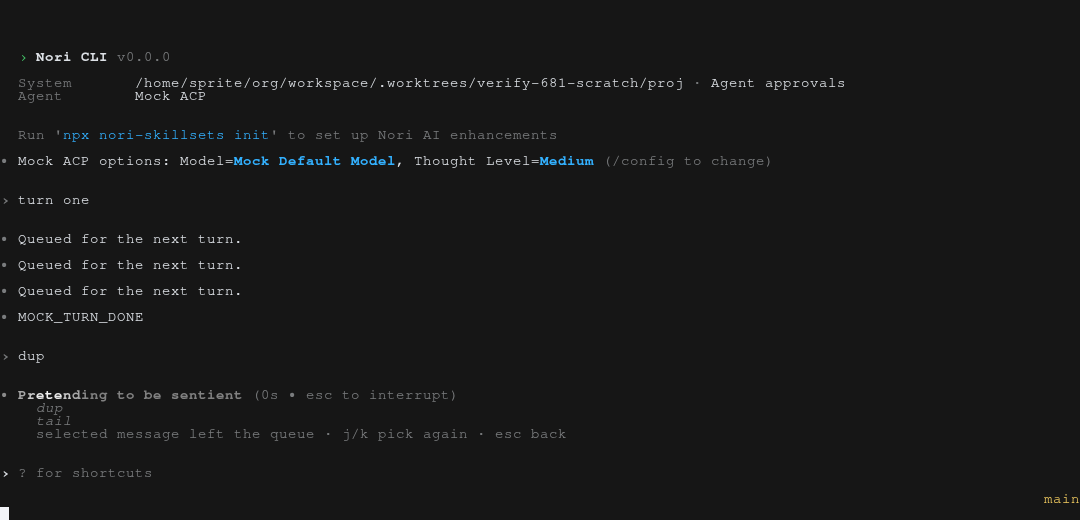 › Nori CLI v0.0.0
System /home/sprite/org/workspace/.worktrees/verify-681-scratch/proj · Agent approvals
Agent Mock ACP
Run 'npx nori-skillsets init' to set up Nori AI enhancements
• Mock ACP options: Model=Mock Default Model, Thought Level=Medium (/config to change)
› turn one
• Queued for the next turn.
• Queued for the next turn.
• Queued for the next turn.
• MOCK_TURN_DONE
› dup
• Pretending to be sentient (0s • esc to interrupt)
dup
tail
selected message left the queue · j/k pick again · esc back
› ? for shortcuts
main